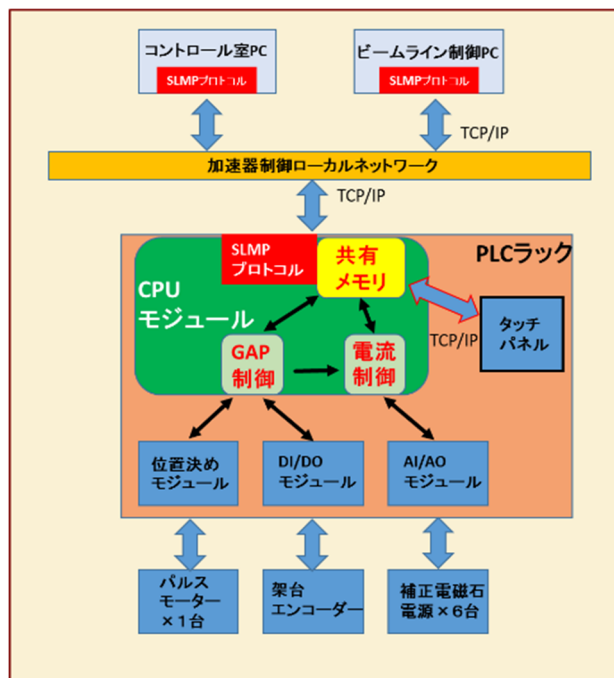 コントロール室PC
SLMPプロトコル
ビームライン制御PC
SLMPプロトコル
TCP/IP
加速器制御ローカルネットワーク
TCP/IP
SLMP
プロトコル
共有
メモリ
PLCラック
CPU
モジュール
TCP/IP
タッチ
パネル
GAP
制御
電流
制御
位置決め
モジュール
DI/DO
モジュール
AI/AO
モジュール
パルス
モーター
×1台
架台
エンコーダー
補正電磁石
電源×6台